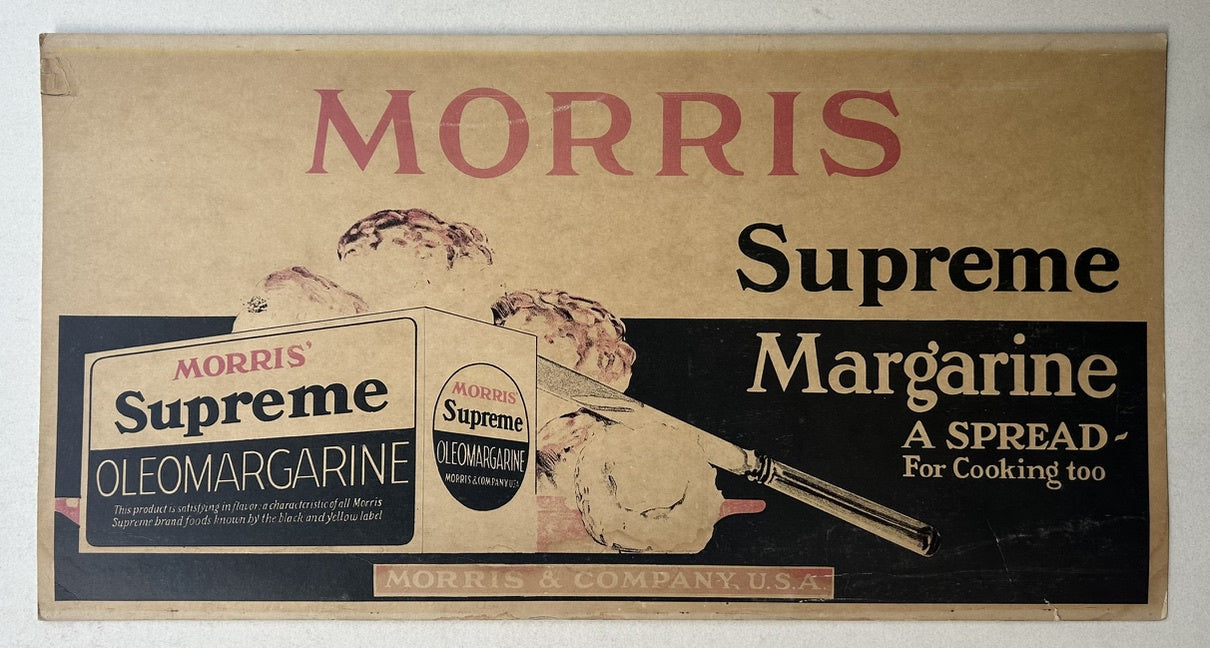 MORRIS
Supreme
Margarine
A SPREAD-
For Cooking too
MORRIS'
Supreme
OLEOMARGARINE
This product is satisfying in flavor: a characteristic of all Morris
Supreme brand foods known by the black and yellow label
MORRIS'
Supreme
OLEOMARGARINE
MORRIS & COMPANY U.S.A.
MORRIS & COMPANY, U.S.A.